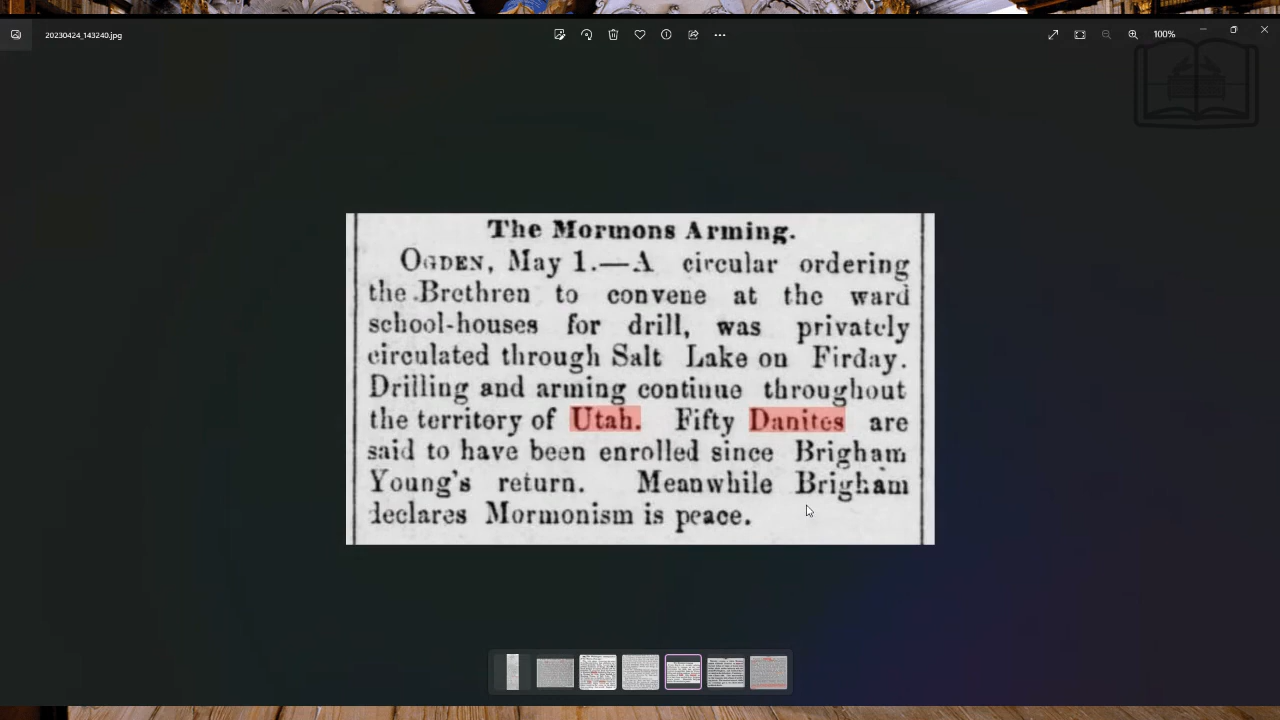 20230424_143240.jpg
100%
The Mormons Arming.
OGDEN, May 1.—A circular ordering
the Brethren to convene at the ward
school-houses for drill, was privately
circulated through Salt Lake on Firday.
Drilling and arming continue throughout
the territory of Utah. Fifty Danites are
said to have been enrolled since Brigham
Young's return. Meanwhile Brigham
declares Mormonism is peace.